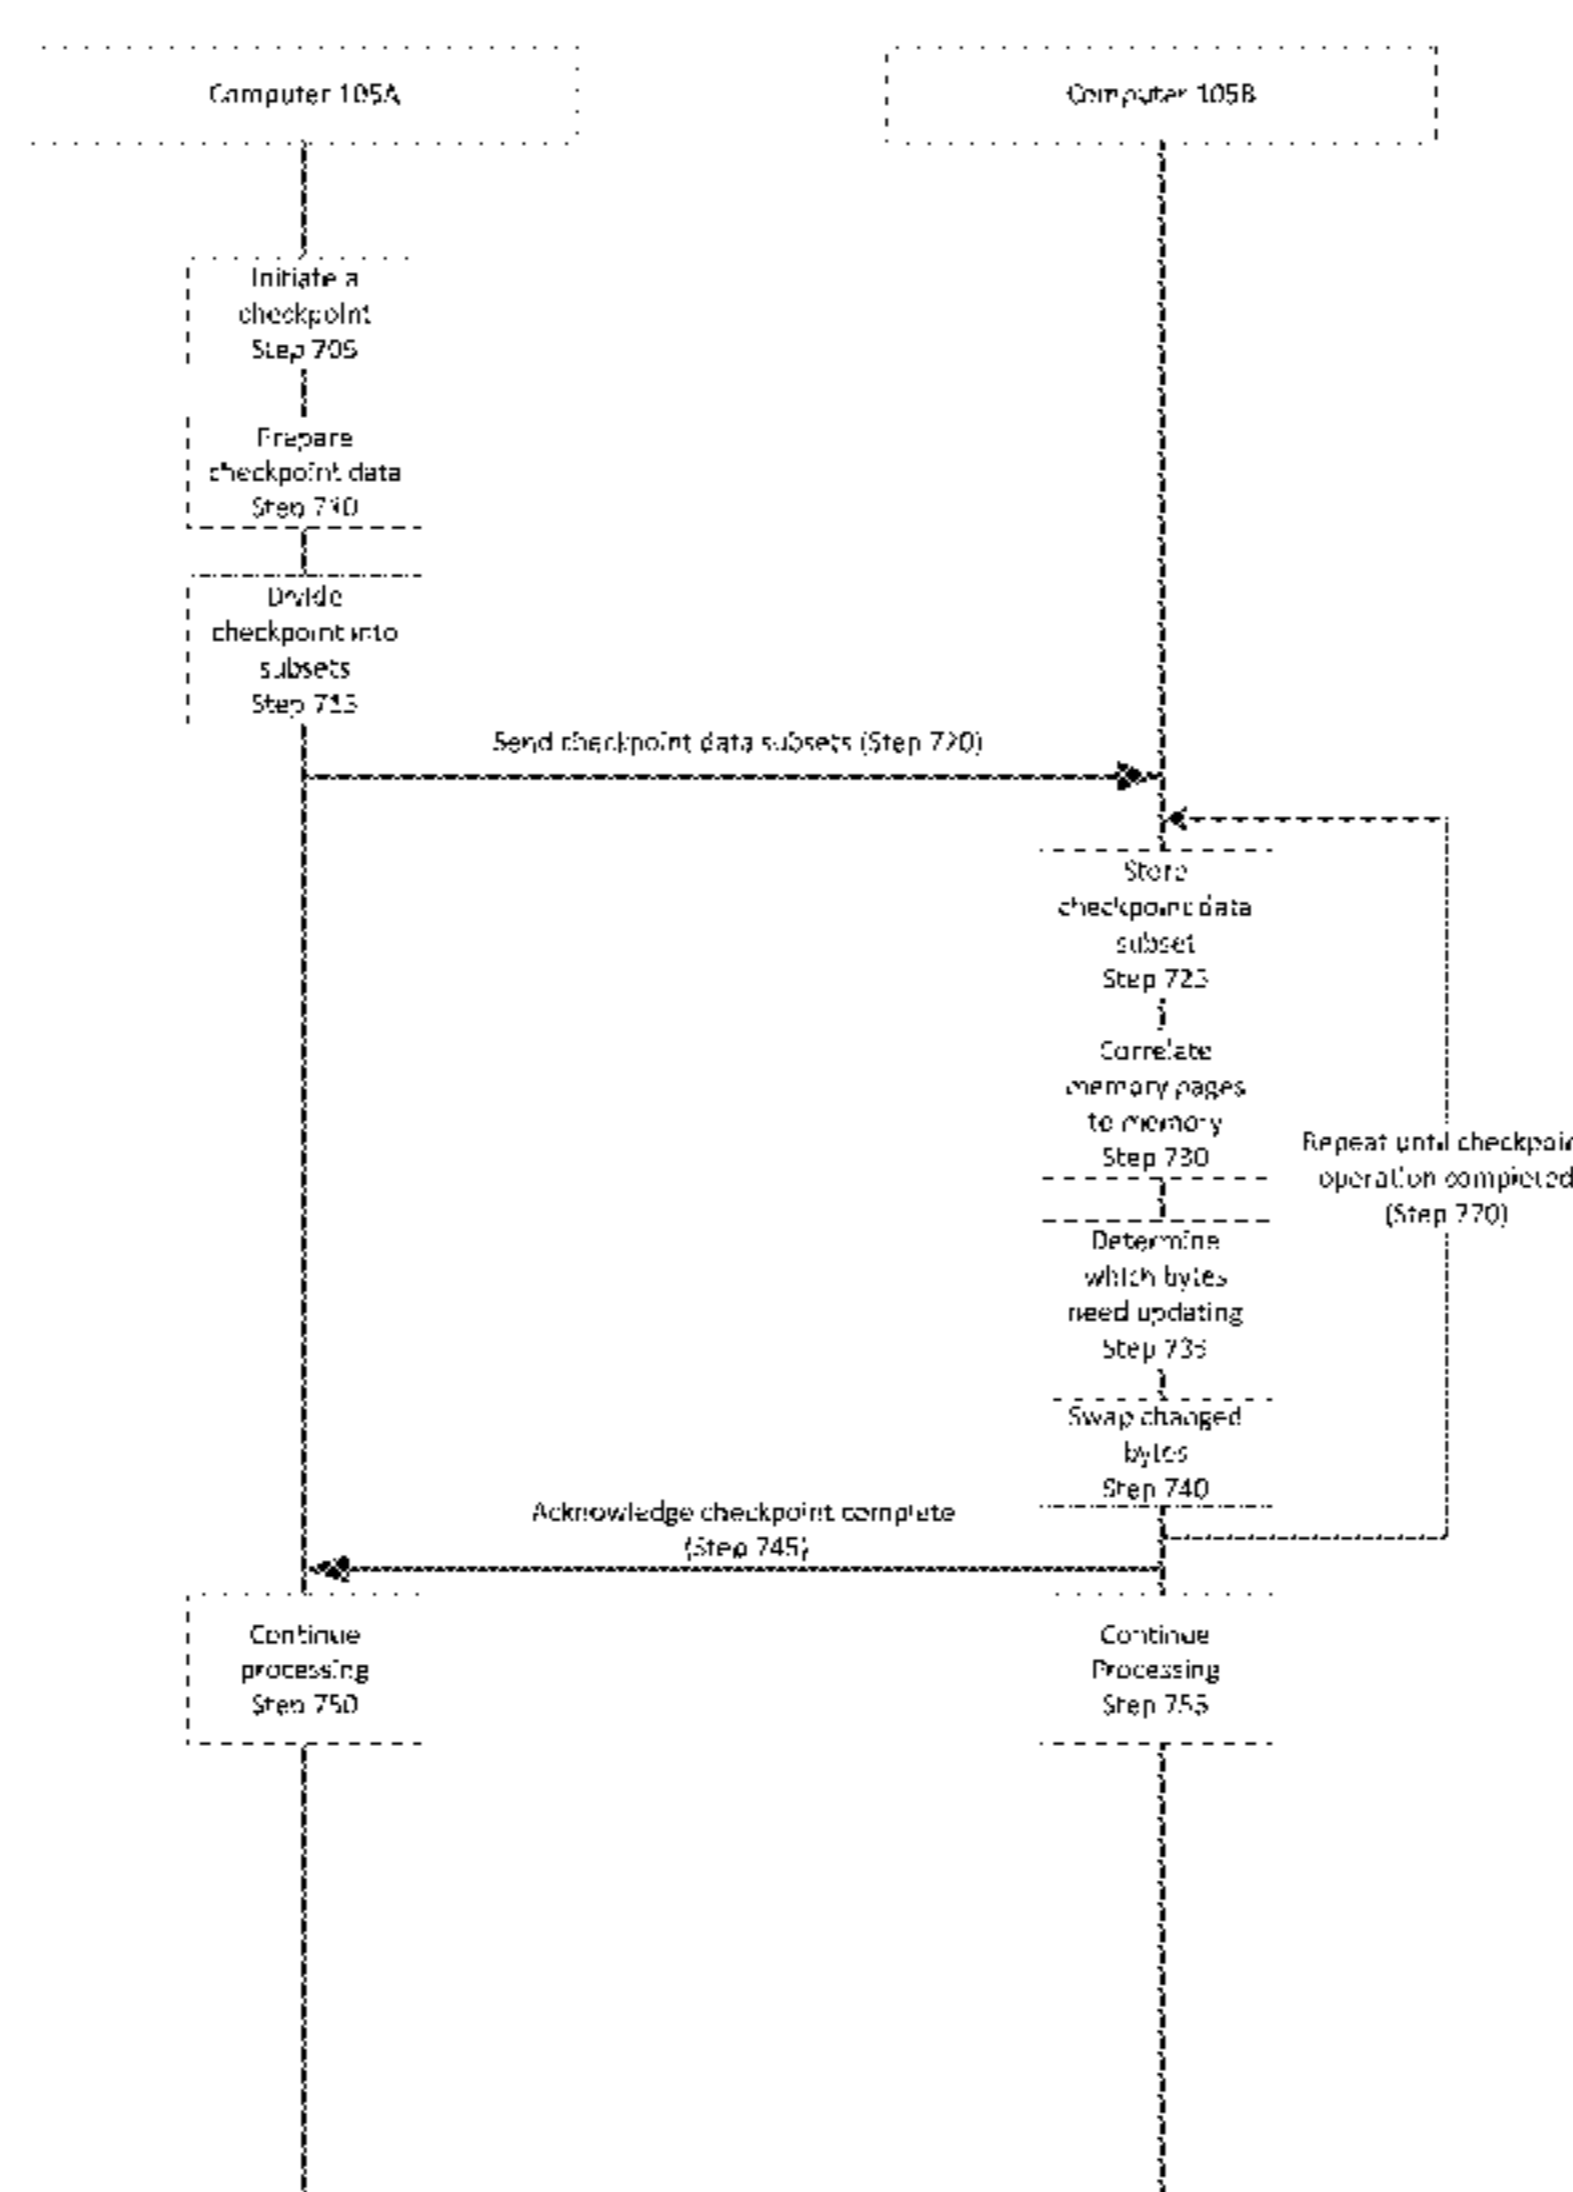 Computer 105A
Computer 105B
Initiate a
checkpoint
Step 705
Prepare
checkpoint data
Step 710
Divide
checkpoint into
subsets
Step 715
Send checkpoint data subsets (Step 720)
Store
checkpoint data
subset
Step 725
Correlate
memory pages
to memory
Step 730
Repeat until
operation completed
(Step 770)
Determine
which bytes
need updating
Step 735
Swap changed
bytes
Step 740
Acknowledge checkpoint complete
(Step 745)
Continue
processing
Step 750
Continue
Processing
Step 755